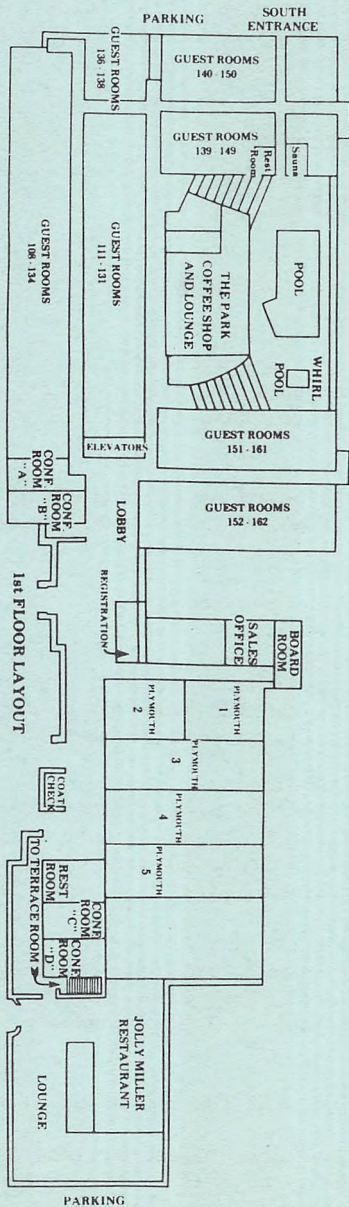 PARKING
SOUTH
ENTRANCE
GUEST ROOMS
136 - 138
GUEST ROOMS
140 - 150
GUEST ROOMS
139 - 149
Rest
Room
Sauna
GUEST ROOMS
108 - 134
GUEST ROOMS
111 - 131
THE PARK
COFFEE SHOP
AND LOUNGE
POOL
WHIRL
POOL
ELEVATORS
GUEST ROOMS
151 - 161
CONF.
ROOM
"A"
CONF.
ROOM
"B"
LOBBY
GUEST ROOMS
152 - 162
REGISTRATION
SALES
OFFICE
BOARD
ROOM
1st FLOOR LAYOUT
PLYMOUTH
1
PLYMOUTH
2
PLYMOUTH
3
PLYMOUTH
4
PLYMOUTH
5
COAT
CHECK
REST
ROOM
CONF.
ROOM
"C"
CONF.
ROOM
"D"
TO TERRACE ROOM
JOLLY MILLER
RESTAURANT
LOUNGE
PARKING